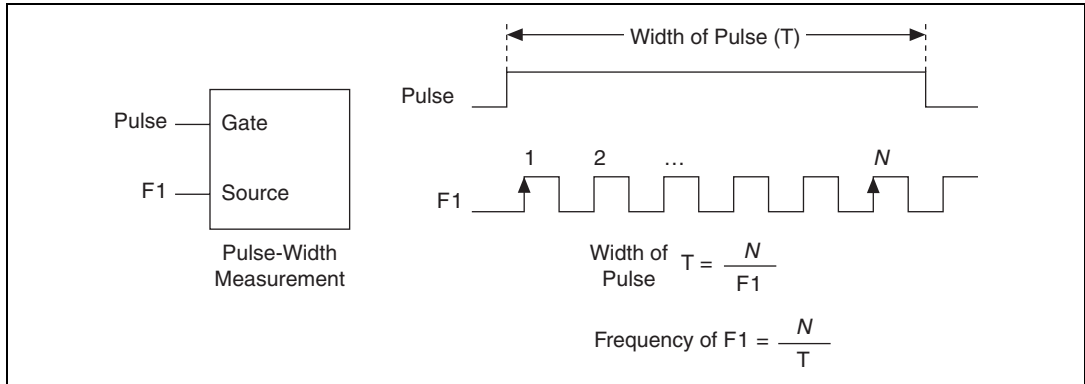 Width of Pulse (T)
Pulse
Pulse
Gate
1 2 ... N
F1
Source
F1
Pulse-Width
Measurement
Width of
Pulse
T = N / F1
Frequency of F1 = N / T